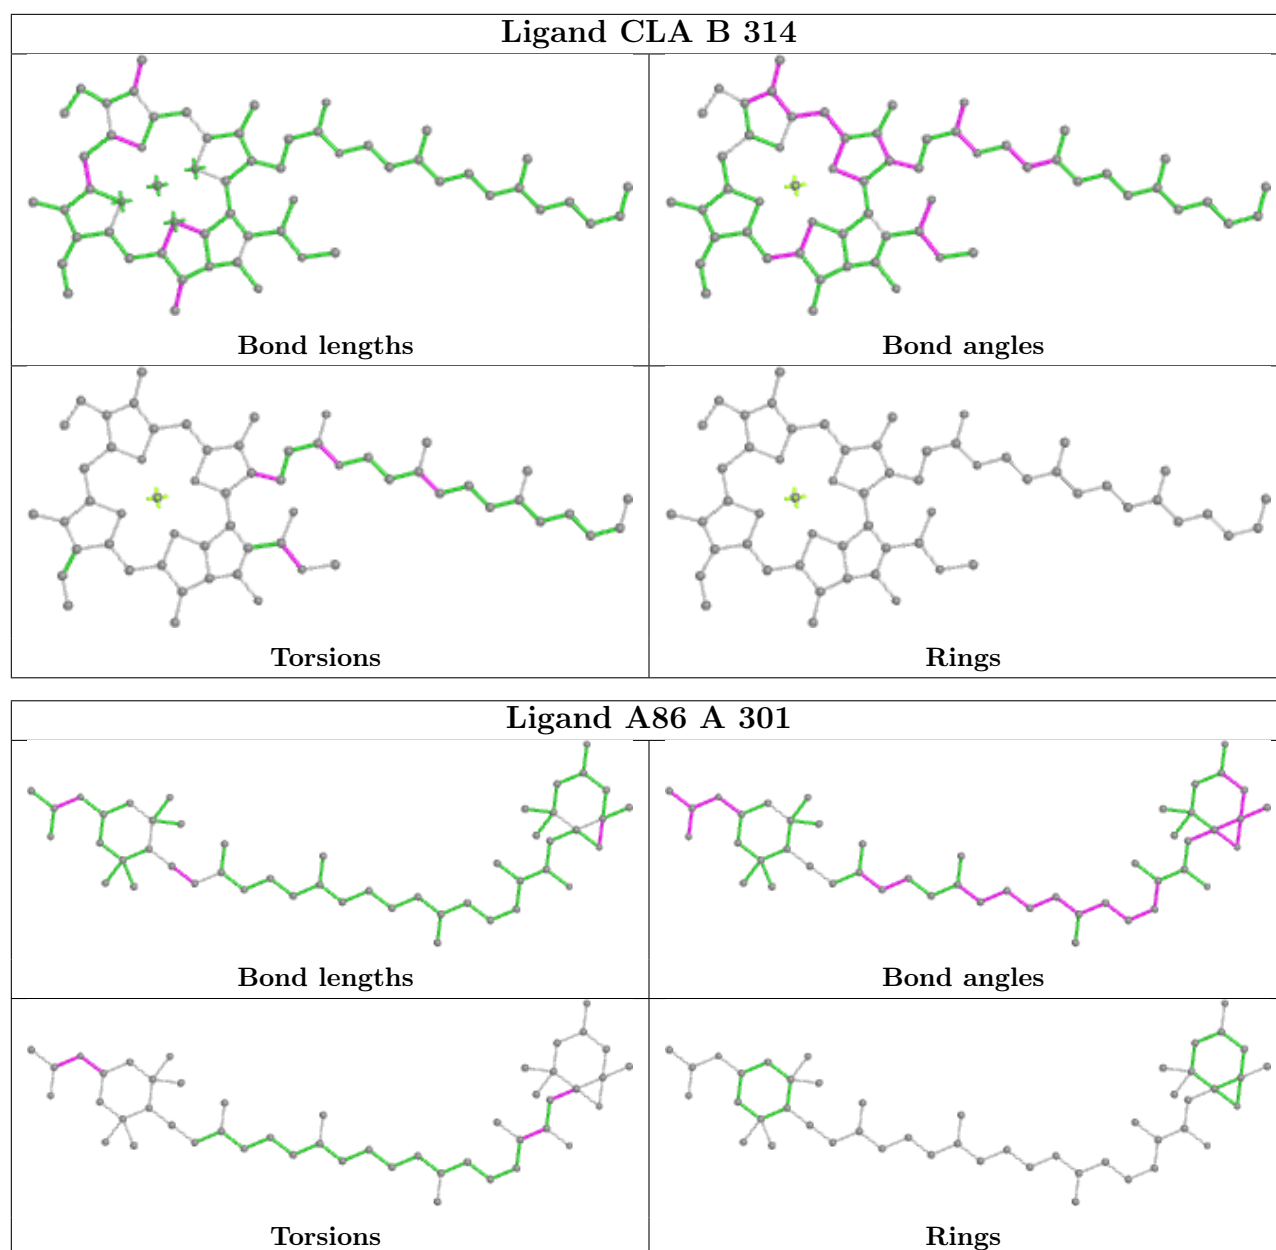 Ligand CLA B 314
Bond lengths
Bond angles
Torsions
Rings
Ligand A86 A 301
Bond lengths
Bond angles
Torsions
Rings